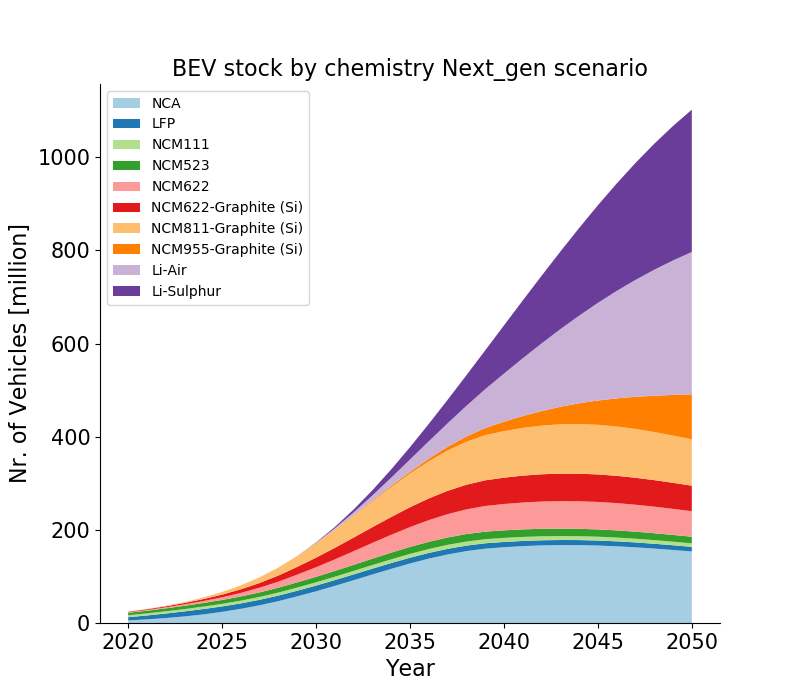 BEV stock by chemistry Next_gen scenario
NCA
LFP
NCM111
NCM523
NCM622
NCM622-Graphite (Si)
NCM811-Graphite (Si)
NCM955-Graphite (Si)
Li-Air
Li-Sulphur
Nr. of Vehicles [million]
1000
800
600
400
200
0
2020 2025 2030 2035 2040 2045 2050
Year